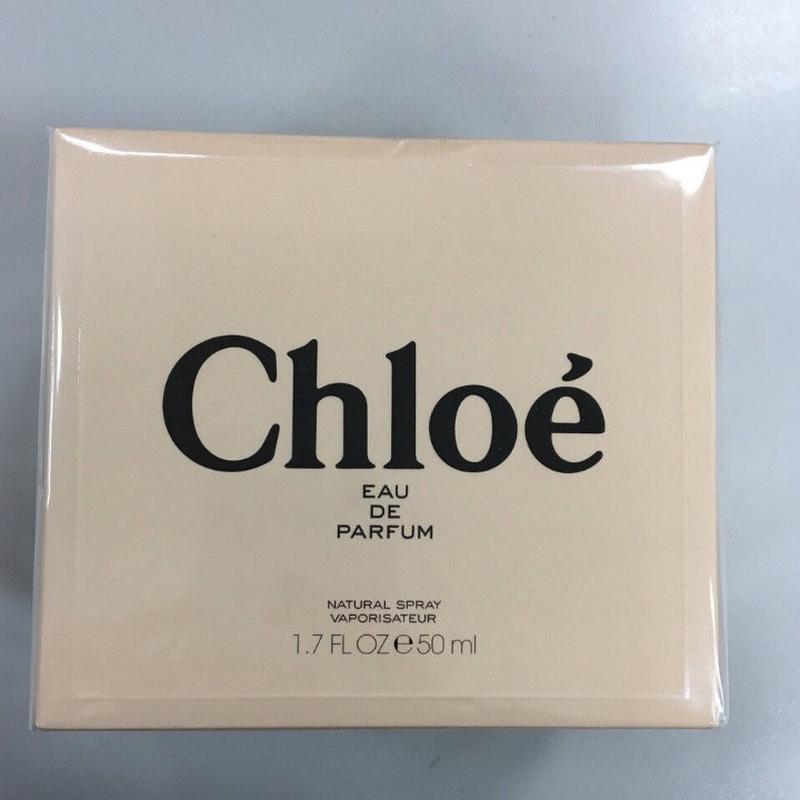 Chloé
EAU
DE
PARFUM
NATURAL SPRAY
VAPORISATEUR
1.7 FL OZ ℮ 50 ml